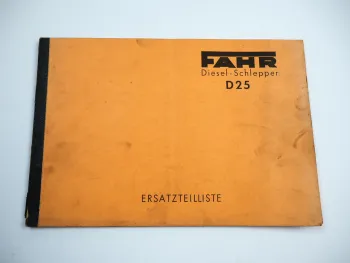 FAHR
Diesel-Schlepper
D25
ERSATZTEILLISTE